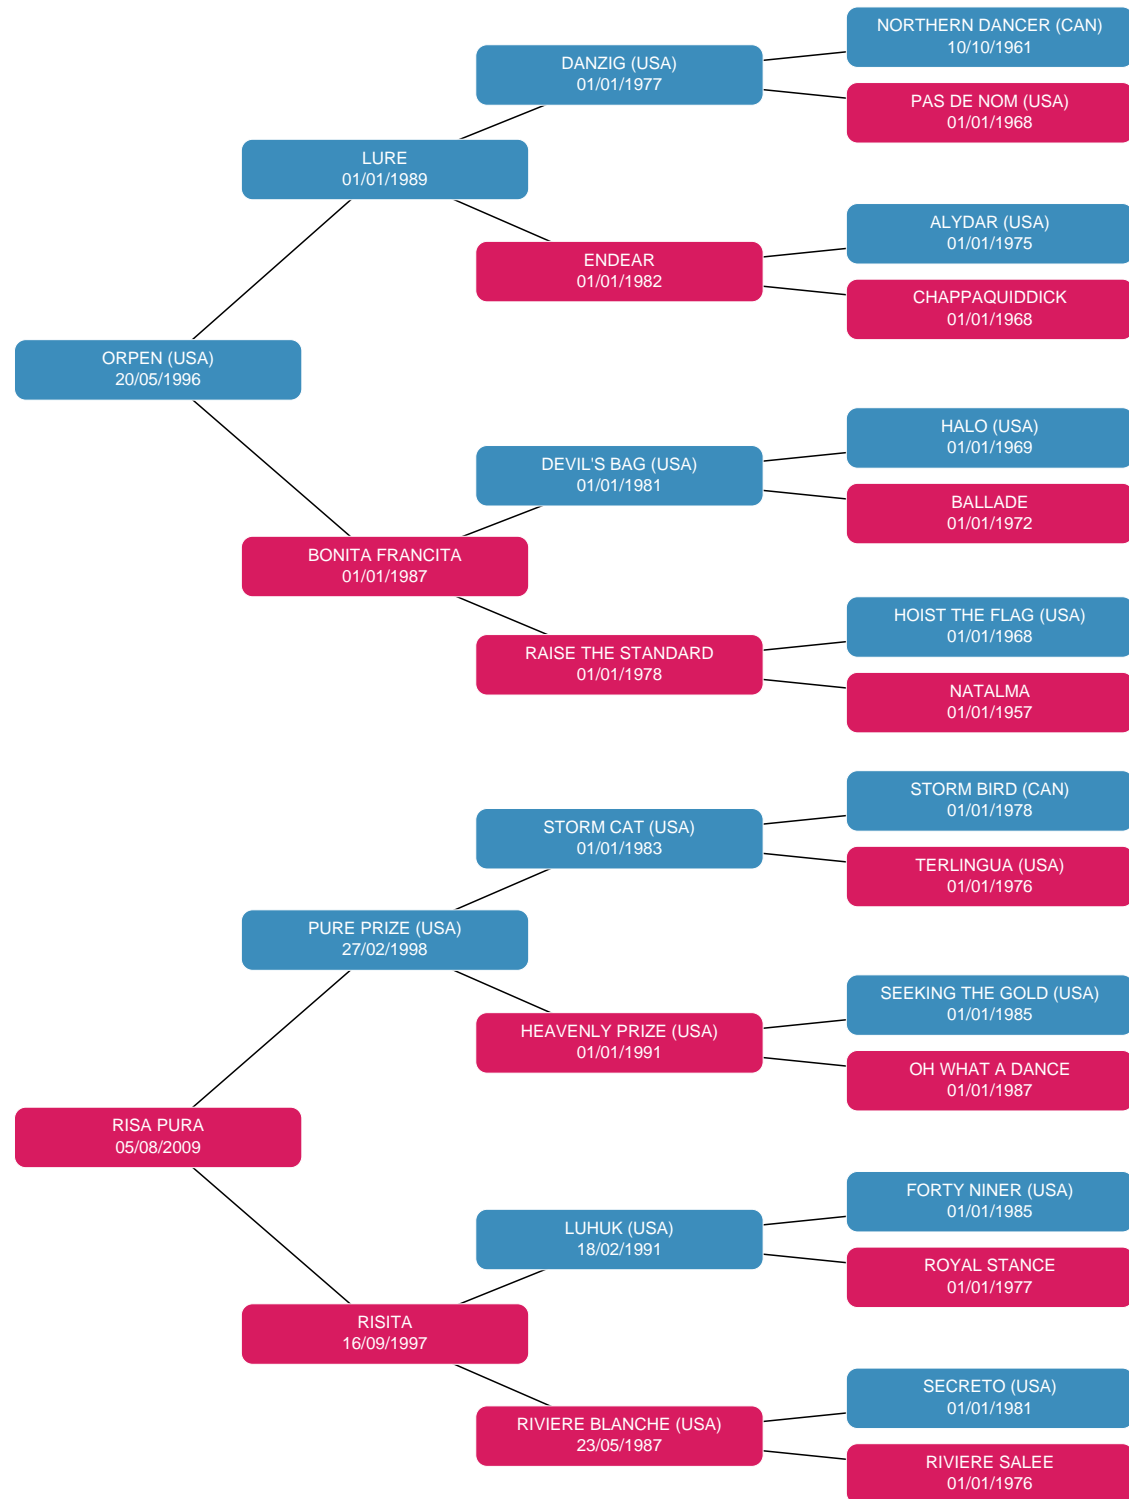 NORTHERN DANCER (CAN)
10/10/1961
DANZIG (USA)
01/01/1977
PAS DE NOM (USA)
01/01/1968
LURE
01/01/1989
ALYDAR (USA)
01/01/1975
ENDEAR
01/01/1982
CHAPPAQUIDDICK
01/01/1968
ORPEN (USA)
20/05/1996
HALO (USA)
01/01/1969
DEVIL'S BAG (USA)
01/01/1981
BALLADE
01/01/1972
BONITA FRANCITA
01/01/1987
HOIST THE FLAG (USA)
01/01/1968
RAISE THE STANDARD
01/01/1978
NATALMA
01/01/1957
STORM BIRD (CAN)
01/01/1978
STORM CAT (USA)
01/01/1983
TERLINGUA (USA)
01/01/1976
PURE PRIZE (USA)
27/02/1998
SEEKING THE GOLD (USA)
01/01/1985
HEAVENLY PRIZE (USA)
01/01/1991
OH WHAT A DANCE
01/01/1987
RISA PURA
05/08/2009
FORTY NINER (USA)
01/01/1985
LUHUK (USA)
18/02/1991
ROYAL STANCE
01/01/1977
RISITA
16/09/1997
SECRETO (USA)
01/01/1981
RIVIERE BLANCHE (USA)
23/05/1987
RIVIERE SALEE
01/01/1976